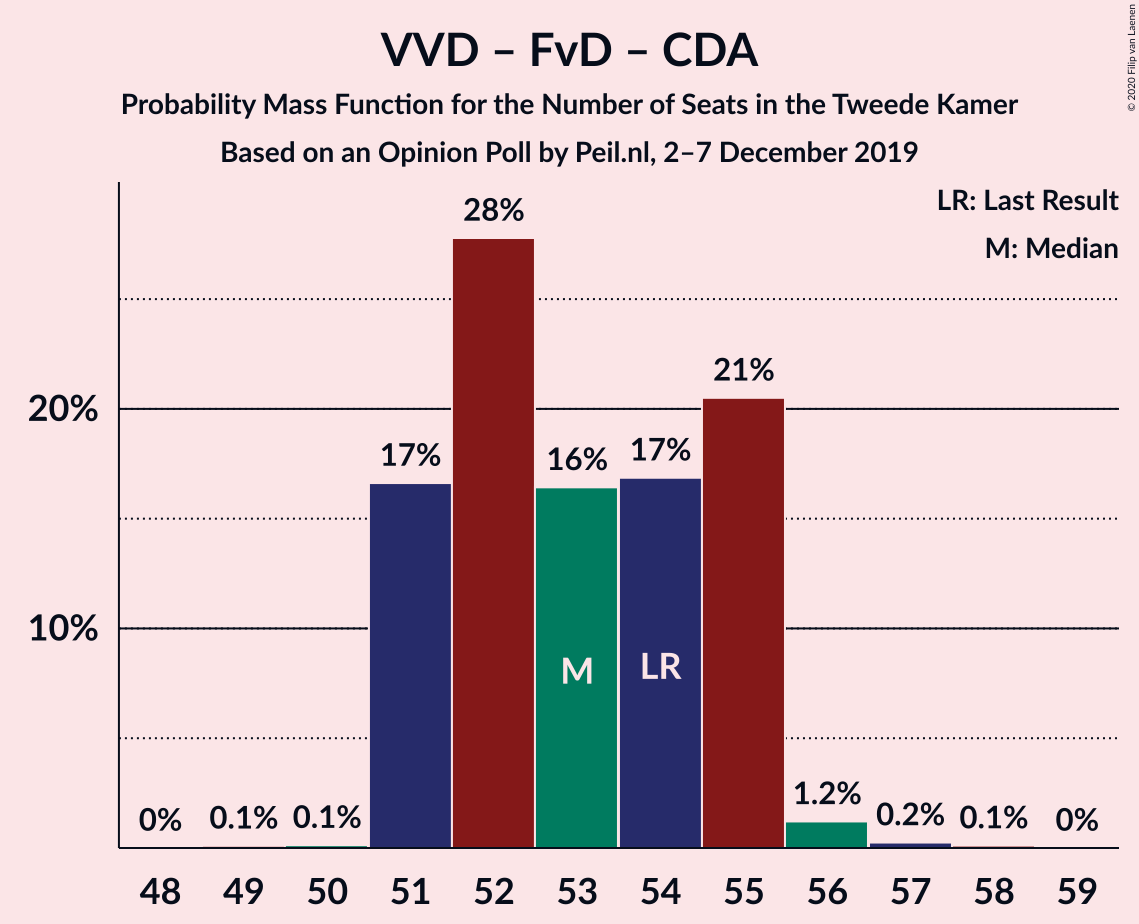 VVD – FvD – CDA
Probability Mass Function for the Number of Seats in the Tweede Kamer
Based on an Opinion Poll by Peil.nl, 2–7 December 2019
© 2020 Filip van Laenen
LR: Last Result
M: Median
28%
21%
20%
17%
16%
17%
10%
M
LR
0%
0.1%
0.1%
1.2%
0.2%
0.1%
0%
48 49 50 51 52 53 54 55 56 57 58 59